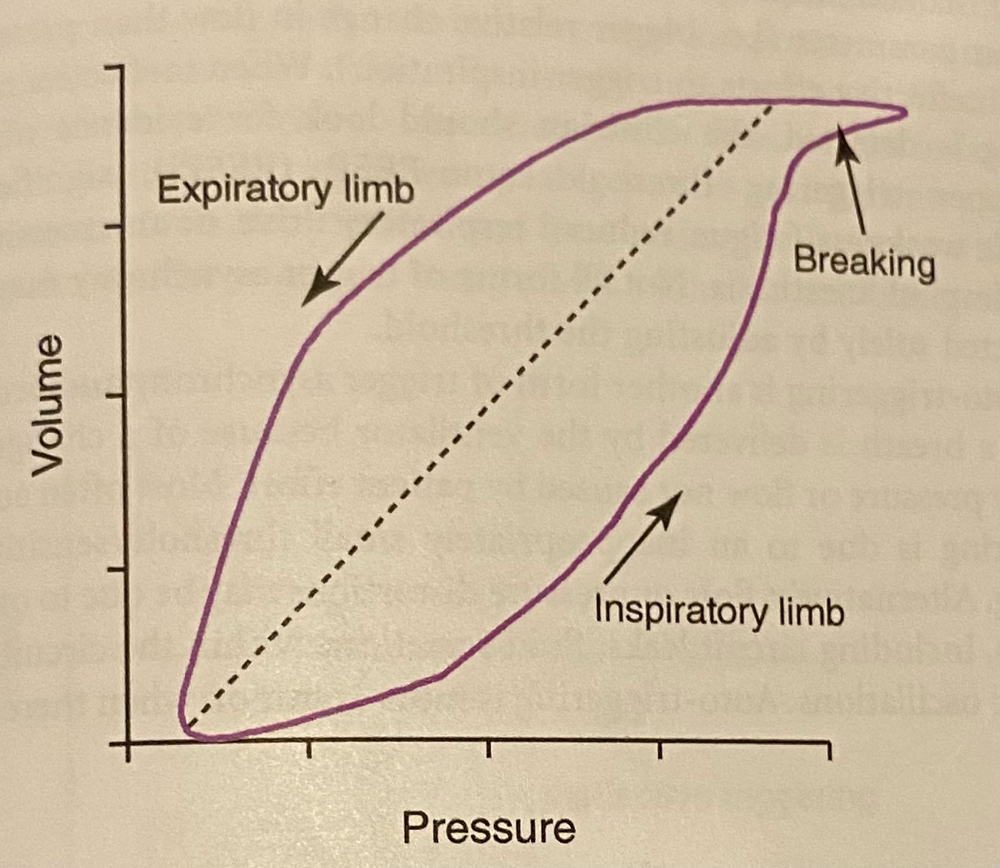 Expiratory limb
Breaking
Volume
Inspiratory limb
Pressure